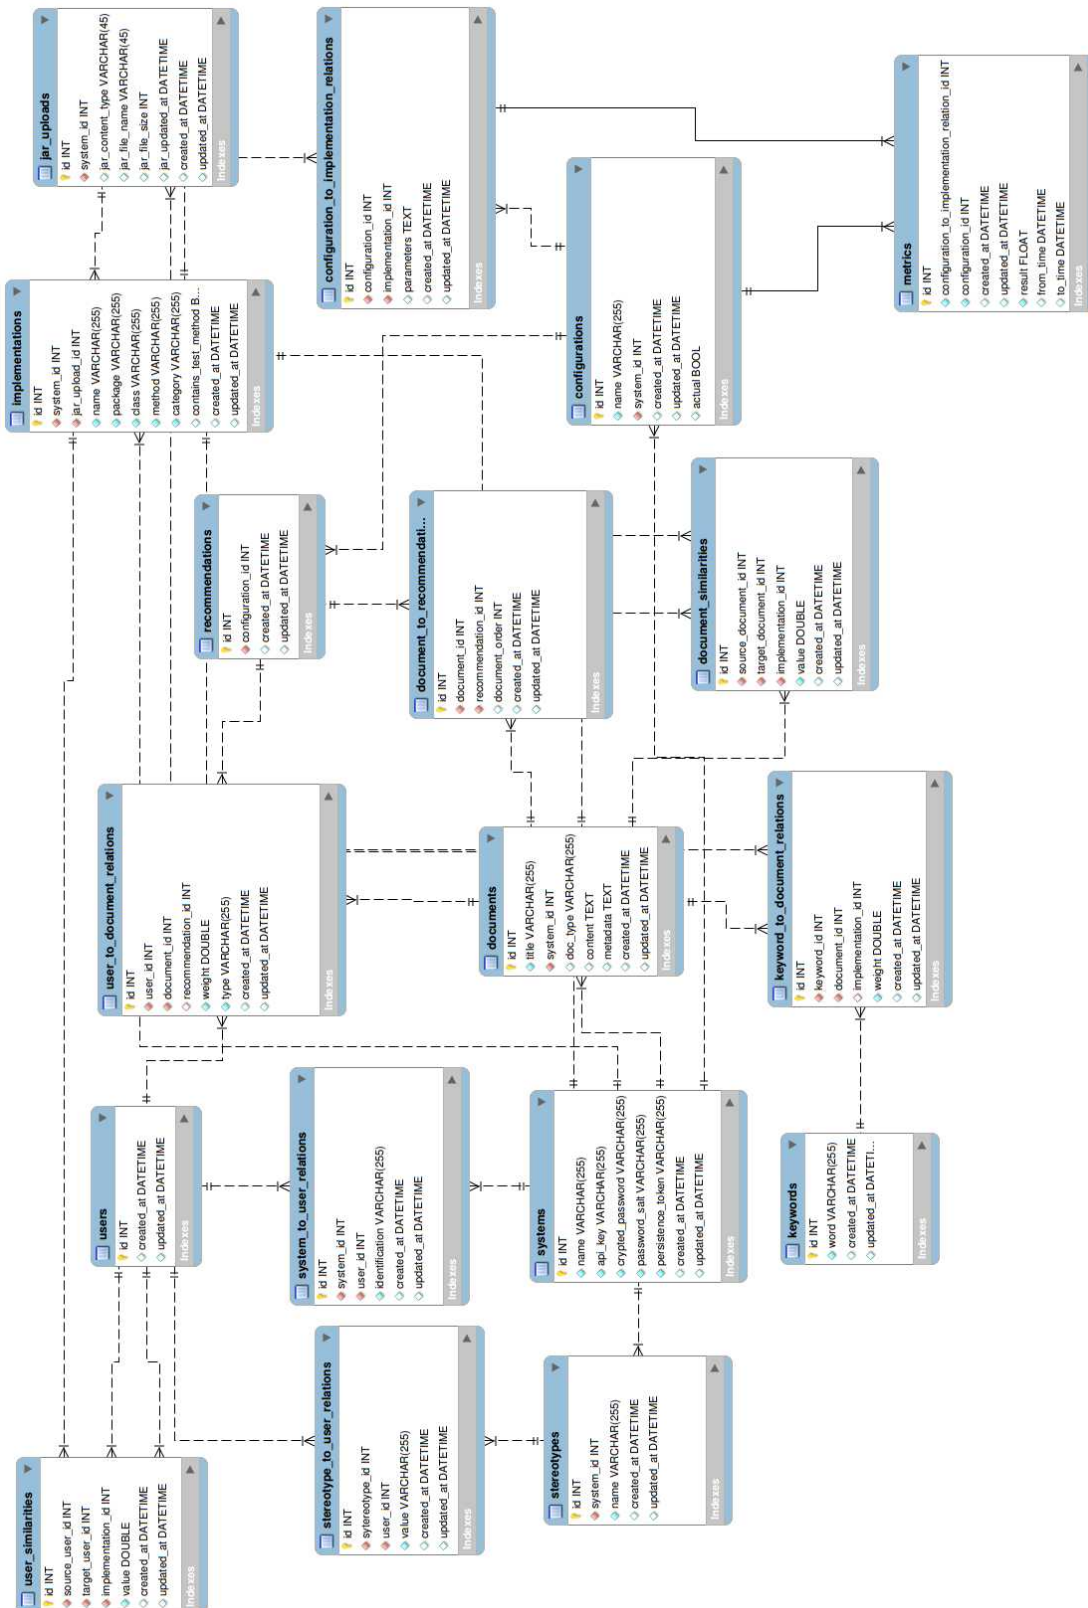 user_similarities
id INT
source_user_id INT
target_user_id INT
implementation_id INT
value DOUBLE
created_at DATETIME
updated_at DATETIME
Indexes
users
id INT
created_at DATETIME
updated_at DATETIME
Indexes
user_to_document_relations
id INT
user_id INT
document_id INT
recommendation_id INT
weight DOUBLE
type VARCHAR(255)
created_at DATETIME
updated_at DATETIME
Indexes
recommendations
id INT
configuration_id INT
created_at DATETIME
updated_at DATETIME
Indexes
implementations
id INT
system_id INT
jar_upload_id INT
name VARCHAR(255)
package VARCHAR(255)
class VARCHAR(255)
method VARCHAR(255)
category VARCHAR(255)
contains_test_method B...
created_at DATETIME
updated_at DATETIME
Indexes
jar_uploads
id INT
system_id INT
jar_content_type VARCHAR(45)
jar_file_name VARCHAR(45)
jar_file_size INT
jar_updated_at DATETIME
created_at DATETIME
updated_at DATETIME
Indexes
stereotype_to_user_relations
id INT
sytereotype_id INT
user_id INT
value VARCHAR(255)
created_at DATETIME
updated_at DATETIME
Indexes
system_to_user_relations
id INT
system_id INT
user_id INT
identification VARCHAR(255)
created_at DATETIME
updated_at DATETIME
Indexes
documents
id INT
title VARCHAR(255)
system_id INT
doc_type VARCHAR(255)
content TEXT
metadata TEXT
created_at DATETIME
updated_at DATETIME
Indexes
document_to_recommendati...
id INT
document_id INT
recommendation_id INT
document_order INT
created_at DATETIME
updated_at DATETIME
Indexes
configuration_to_implementation_relations
id INT
configuration_id INT
implementation_id INT
parameters TEXT
created_at DATETIME
updated_at DATETIME
Indexes
stereotypes
id INT
system_id INT
name VARCHAR(255)
created_at DATETIME
updated_at DATETIME
Indexes
systems
id INT
name VARCHAR(255)
api_key VARCHAR(255)
crypted_password VARCHAR(255)
password_salt VARCHAR(255)
persistence_token VARCHAR(255)
created_at DATETIME
updated_at DATETIME
Indexes
configurations
id INT
name VARCHAR(255)
system_id INT
created_at DATETIME
updated_at DATETIME
actual BOOL
Indexes
document_similarities
id INT
source_document_id INT
target_document_id INT
implementation_id INT
value DOUBLE
created_at DATETIME
updated_at DATETIME
Indexes
keywords
id INT
word VARCHAR(255)
created_at DATETIME
updated_at DATETI...
Indexes
keyword_to_document_relations
id INT
keyword_id INT
document_id INT
implementation_id INT
weight DOUBLE
created_at DATETIME
updated_at DATETIME
Indexes
metrics
id INT
configuration_to_implementation_relation_id INT
configuration_id INT
created_at DATETIME
updated_at DATETIME
result FLOAT
from_time DATETIME
to_time DATETIME
Indexes